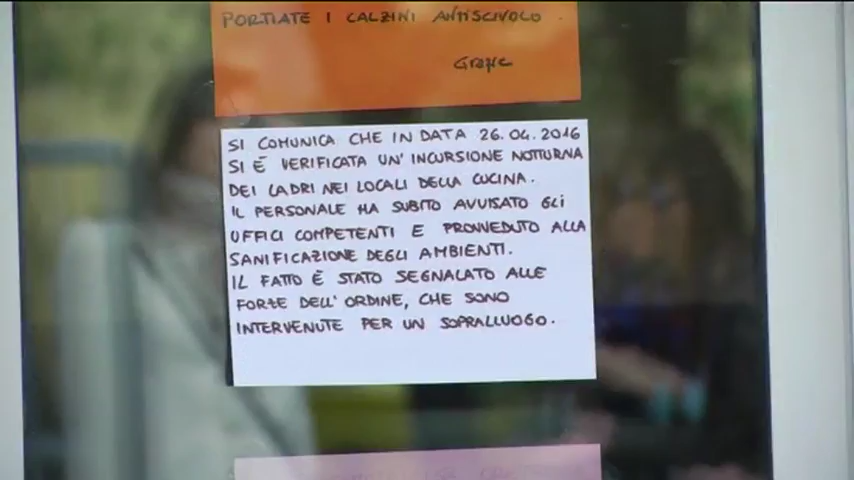 PORTATE I CALZINI ANTISCIVOLO.
Grazie
SI COMUNICA CHE IN DATA 26.04.2016
SI È VERIFICATA UN'INCURSIONE NOTTURNA
DEI LADRI NEI LOCALI DELLA CUCINA.
IL PERSONALE HA SUBITO AVVISATO GLI
UFFICI COMPETENTI E PROVVEDUTO ALLA
SANIFICAZIONE DEGLI AMBIENTI.
IL FATTO È STATO SEGNALATO ALLE
FORZE DELL'ORDINE, CHE SONO
INTERVENUTE PER UN SOPRALLUOGO.